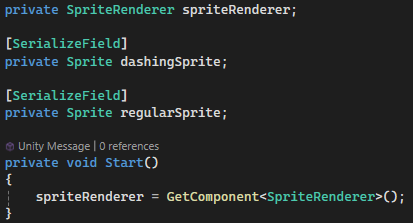 private SpriteRenderer spriteRenderer;
[SerializeField]
private Sprite dashingSprite;
[SerializeField]
private Sprite regularSprite;
Unity Message | 0 references
private void Start()
{
spriteRenderer = GetComponent<SpriteRenderer>();
}